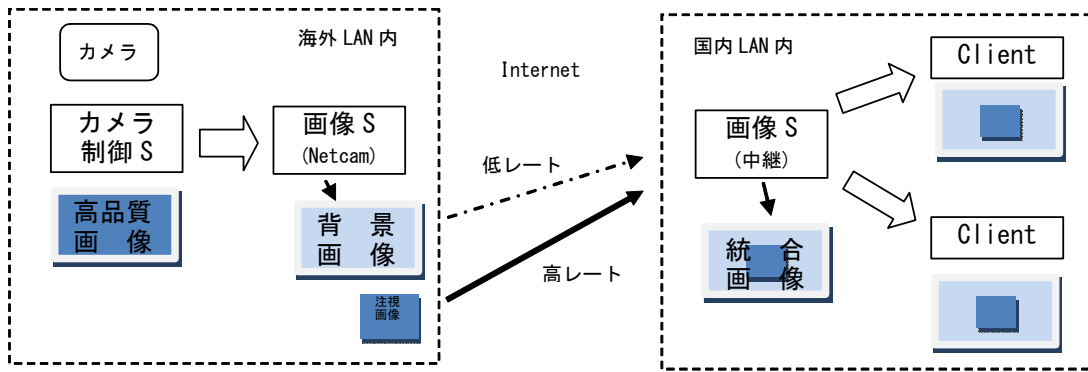 カメラ
海外 LAN 内
カメラ
制御 S
画像 S
(Netcam)
高品質
画 像
背 景
画 像
注視
画像
Internet
低レート
高レート
国内 LAN 内
画像 S
(中継)
統 合
画 像
Client
Client